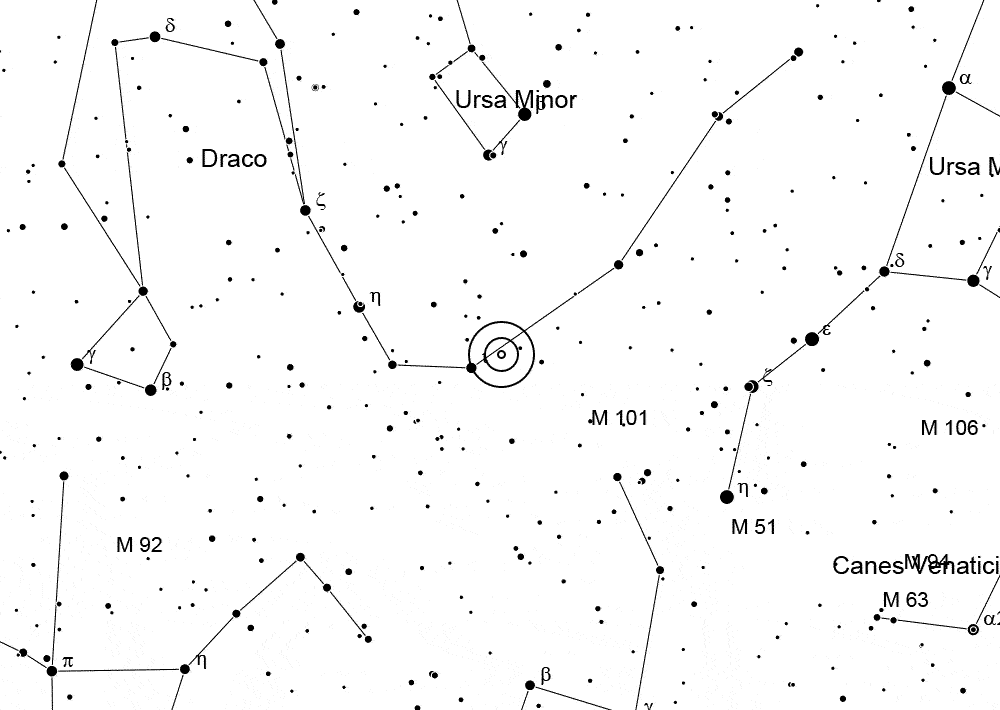 δ
α
Ursa Minor
β
γ
Draco
Ursa M
ζ
δ
γ
η
ε
γ
ι
β
ζ
M 101
M 106
η
M 51
M 92
Canes Venatici
M 94
M 63
α2
π
η
β
γ